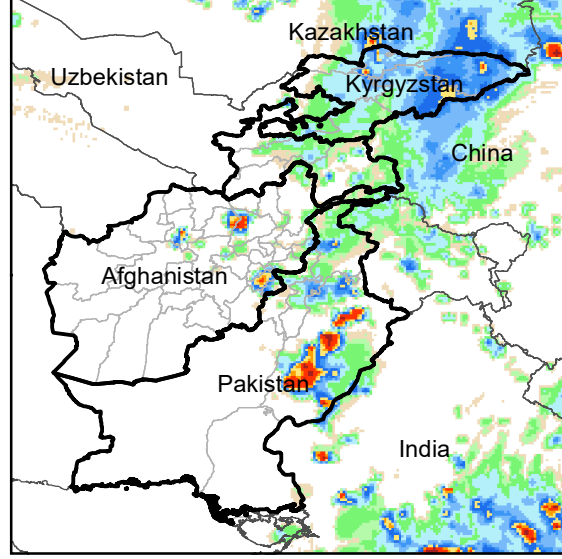 Kazakhstan
Uzbekistan
Kyrgyzstan
China
Afghanistan
Pakistan
India